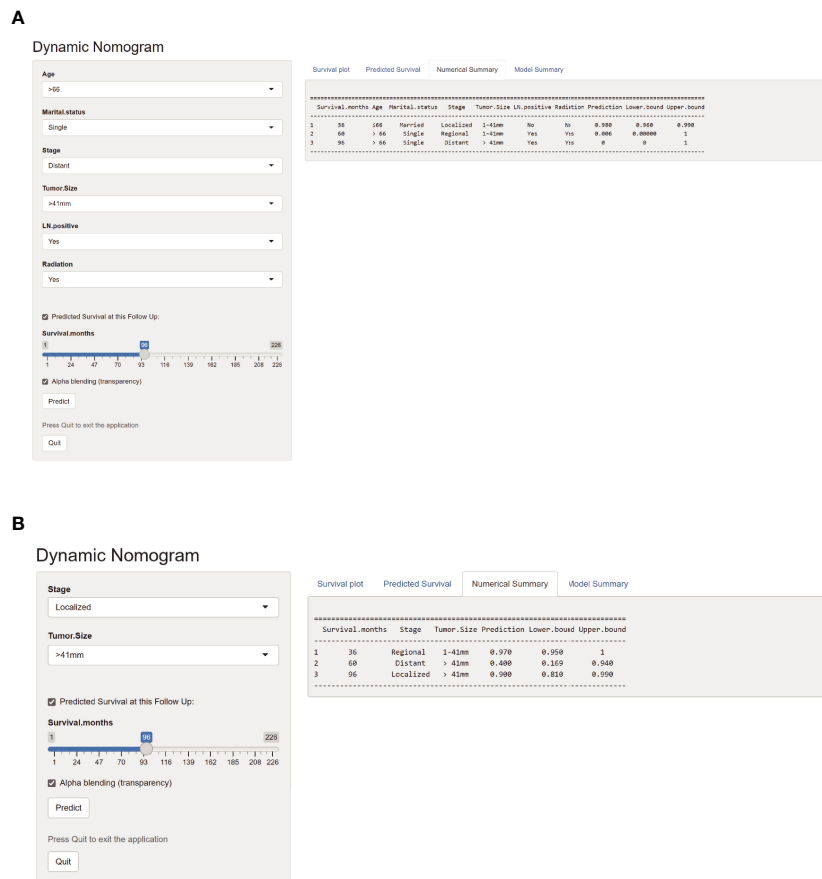 A
Dynamic Nomogram
Age
>66
Marital.status
Single
Stage
Distant
Tumor.Size
>41mm
LN.positive
Yes
Radiation
Yes
Predicted Survival at this Follow Up:
Survival.months
1 96 226
1 24 47 70 93 116 139 162 185 208 226
Alpha blending (transparency)
Predict
Press Quit to exit the application
Quit
Survival plot Predicted Survival Numerical Summary Model Summary
Survival.months Age Marital.status Stage Tumor.Size LN.positive Radiation Prediction Lower.bound Upper.bound
1 36 ≤66 Married Localized 1-41mm No No 0.980 0.960 0.990
2 60 > 66 Single Regional 1-41mm Yes Yes 0.006 0.00000 1
3 96 > 66 Single Distant > 41mm Yes Yes 0 0 1
B
Dynamic Nomogram
Stage
Localized
Tumor.Size
>41mm
Predicted Survival at this Follow Up:
Survival.months
1 96 226
1 24 47 70 93 116 139 162 185 208 226
Alpha blending (transparency)
Predict
Press Quit to exit the application
Quit
Survival plot Predicted Survival Numerical Summary Model Summary
Survival.months Stage Tumor.Size Prediction Lower.bound Upper.bound
1 36 Regional 1-41mm 0.970 0.950 1
2 60 Distant > 41mm 0.400 0.169 0.940
3 96 Localized > 41mm 0.900 0.810 0.990